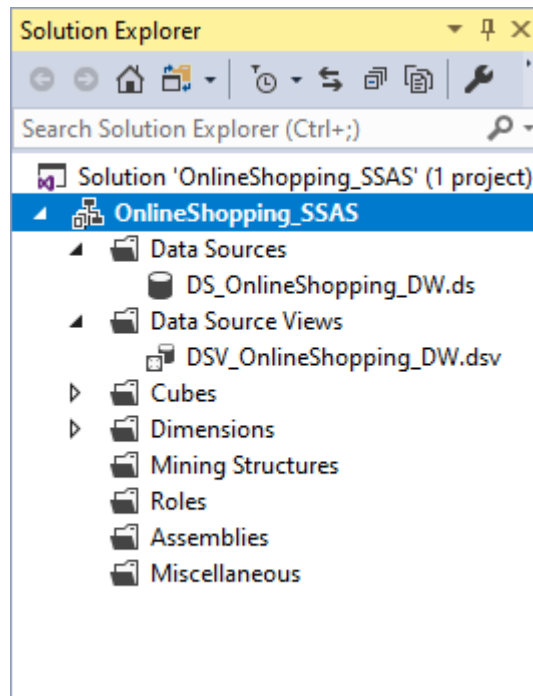 Solution Explorer
Search Solution Explorer (Ctrl+;)
Solution 'OnlineShopping_SSAS' (1 project)
OnlineShopping_SSAS
Data Sources
DS_OnlineShopping_DW.ds
Data Source Views
DSV_OnlineShopping_DW.dsv
Cubes
Dimensions
Mining Structures
Roles
Assemblies
Miscellaneous